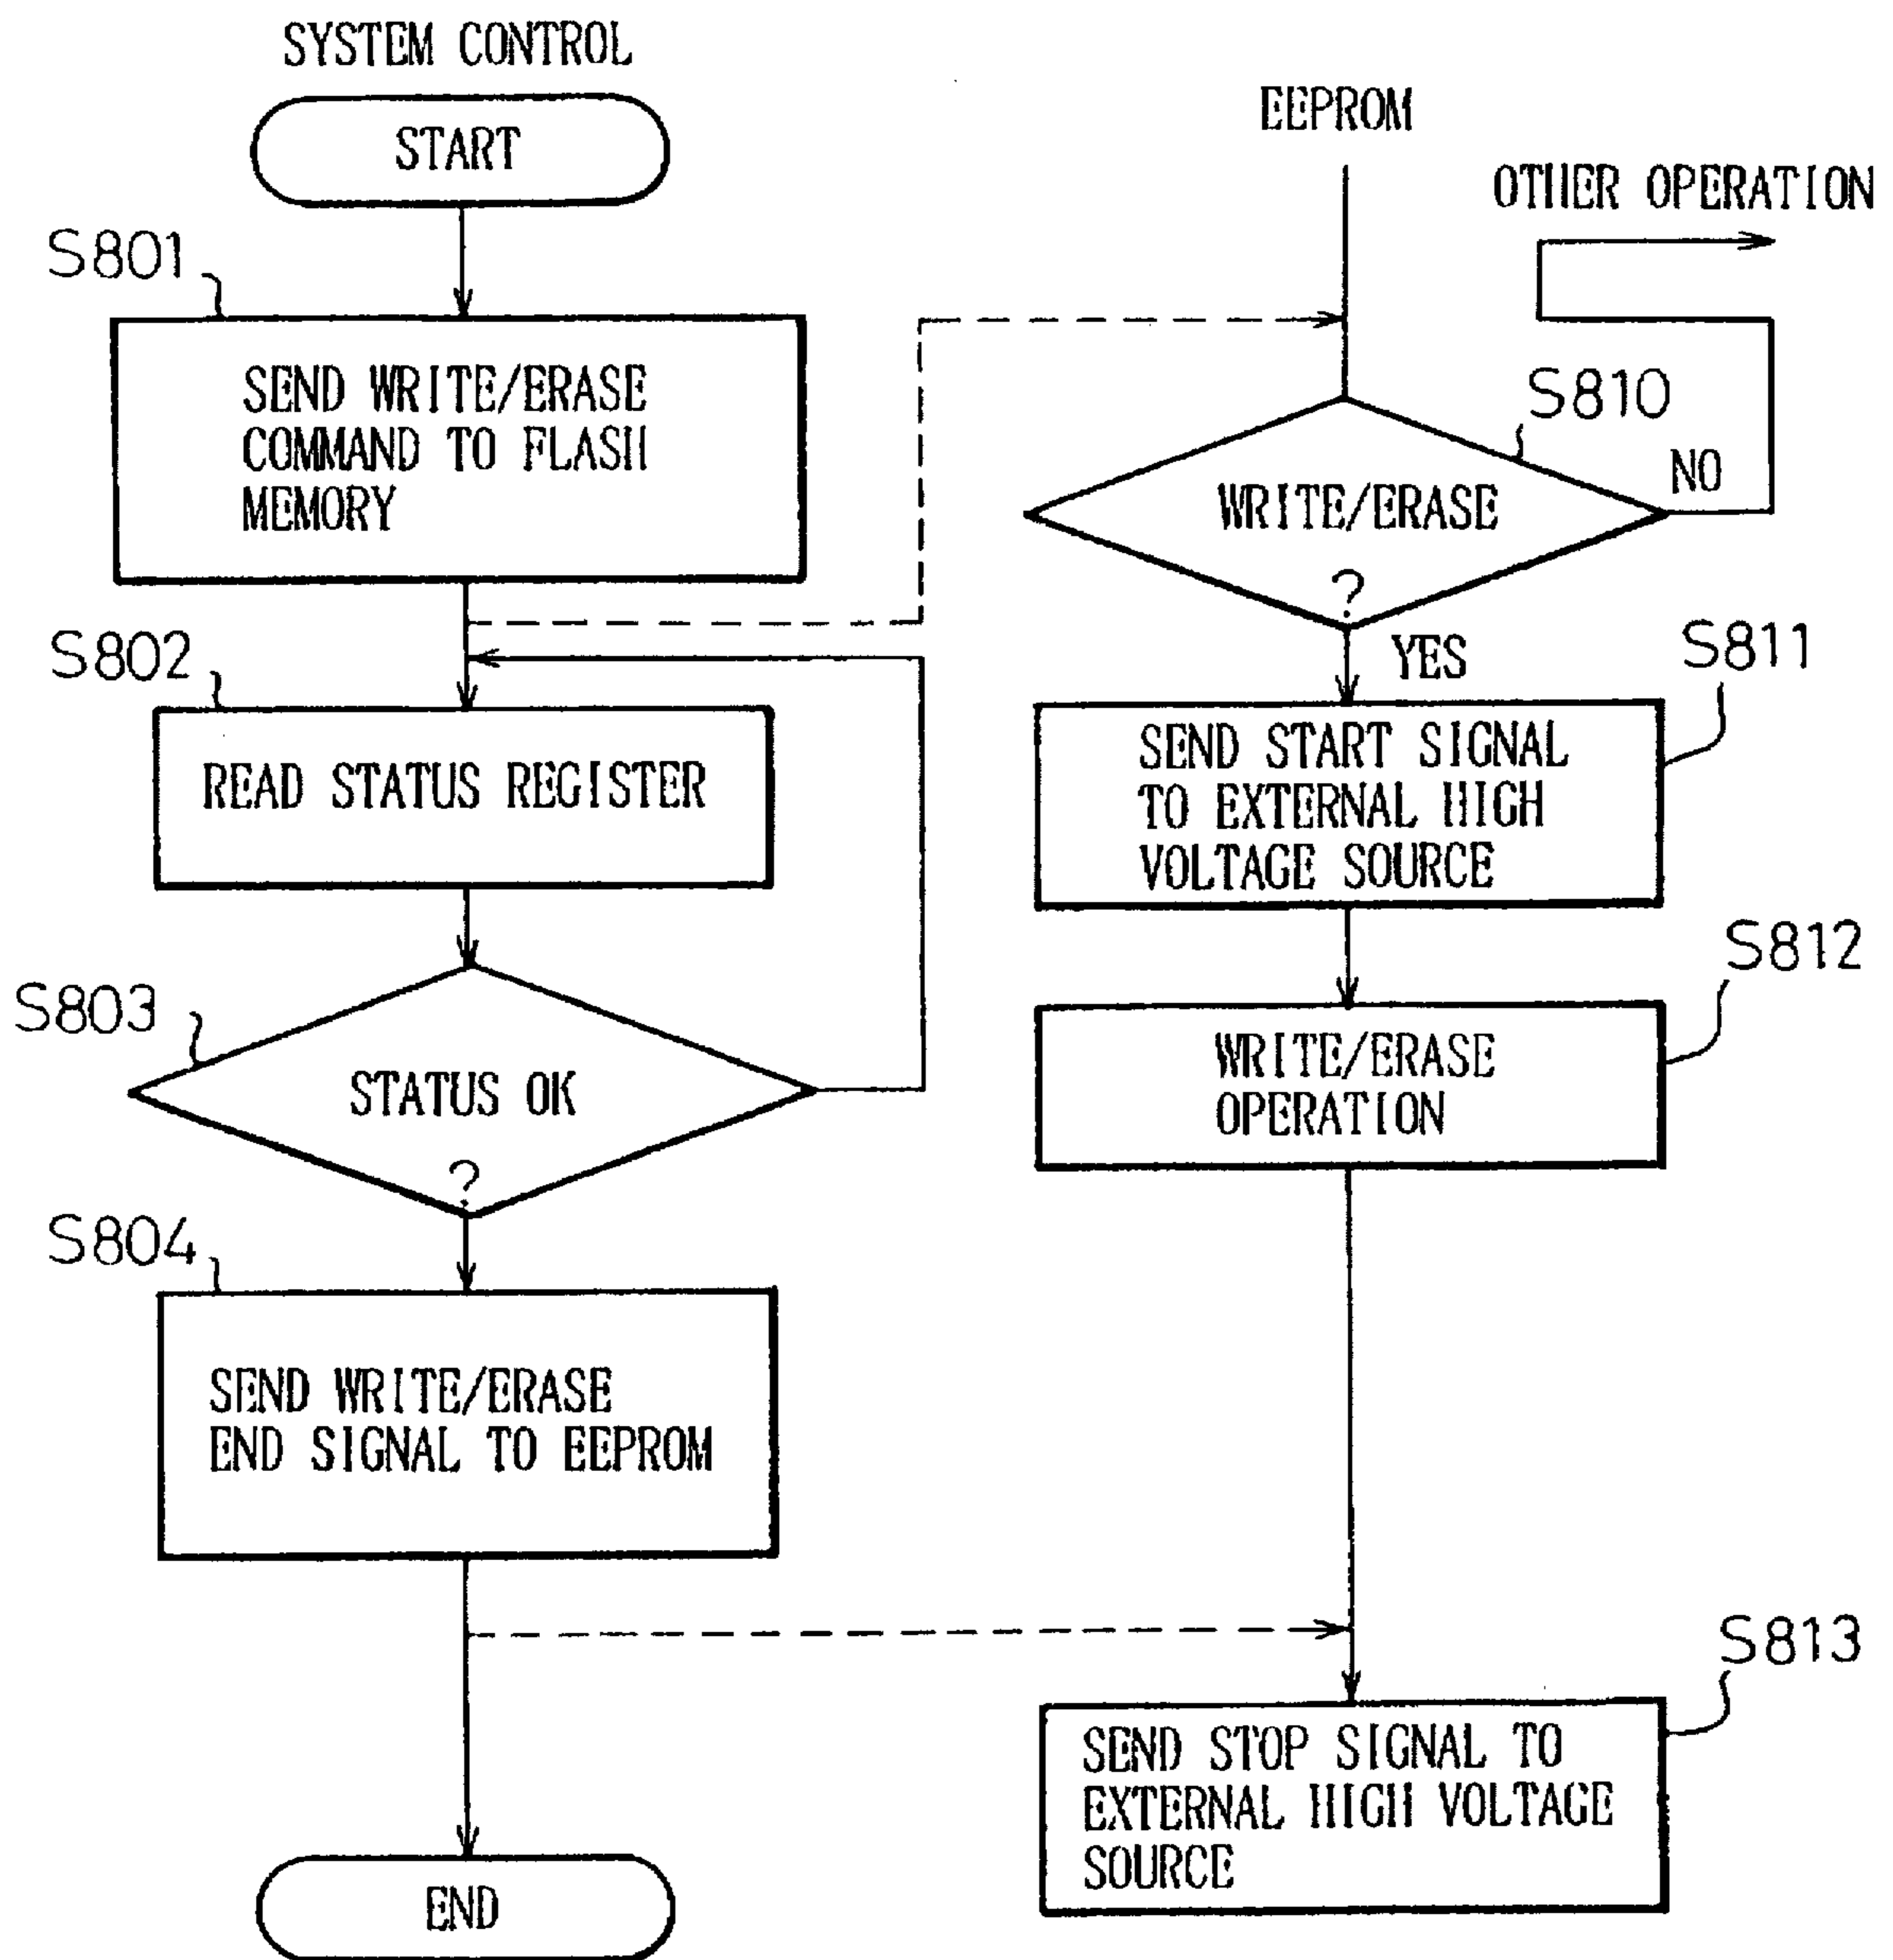 SYSTEM CONTROL
START
S801
SEND WRITE/ERASE
COMMAND TO FLASH
MEMORY
S802
READ STATUS REGISTER
S803
STATUS OK
?
S804
SEND WRITE/ERASE
END SIGNAL TO EEPROM
END
EEPROM
OTHER OPERATION
S810
WRITE/ERASE
?
NO
YES
S811
SEND START SIGNAL
TO EXTERNAL HIGH
VOLTAGE SOURCE
S812
WRITE/ERASE
OPERATION
S813
SEND STOP SIGNAL TO
EXTERNAL HIGH VOLTAGE
SOURCE